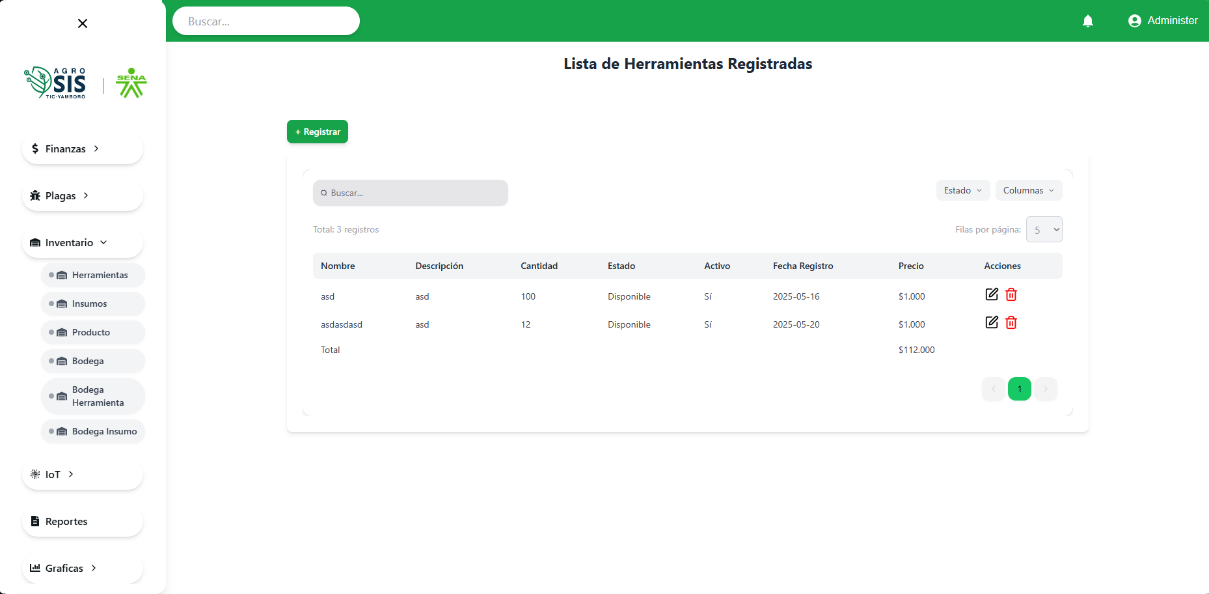 Buscar...
Administer
AGRO
SIS
TIC-YAMBORÓ
SENA
Lista de Herramientas Registradas
+ Registrar
Finanzas
Plagas
Inventario
Herramientas
Insumos
Producto
Bodega
Bodega
Herramienta
Bodega Insumo
IoT
Reportes
Graficas
Buscar...
Estado
Columnas
Total: 3 registros
Filas por página: 5
Nombre Descripción Cantidad Estado Activo Fecha Registro Precio Acciones
asd asd 100 Disponible Sí 2025-05-16 $1.000
asdasdasd asd 12 Disponible Sí 2025-05-20 $1.000
Total $112.000
1